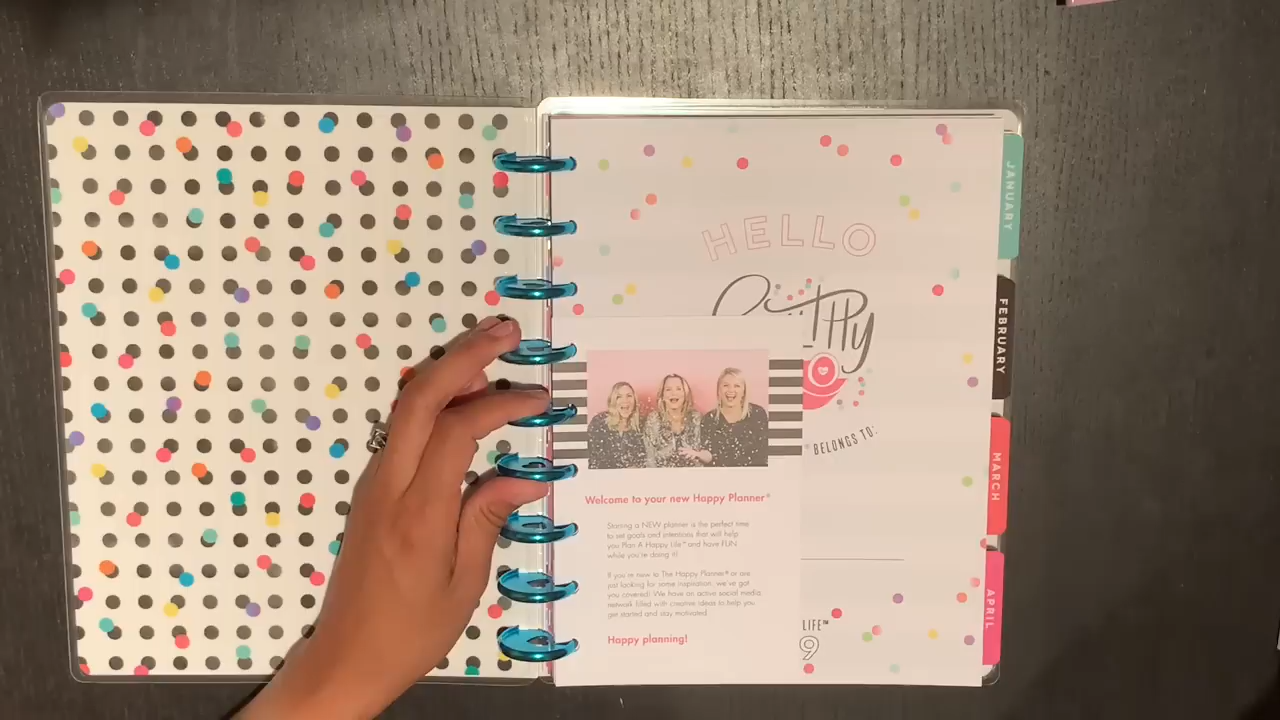 HELLO
BELONGS TO:
Welcome to your new Happy Planner®
Starting a NEW planner is the perfect time
to set goals and intentions that will help
you Plan A Happy Life™ and have FUN
while you're doing it!
If you're new to The Happy Planner® or are
just looking for some inspiration, we've got
you covered! We have an active social media
network filled with creative ideas to help you
get started and stay motivated.
Happy planning!
LIFE™
9
JANUARY
FEBRUARY
MARCH
APRIL